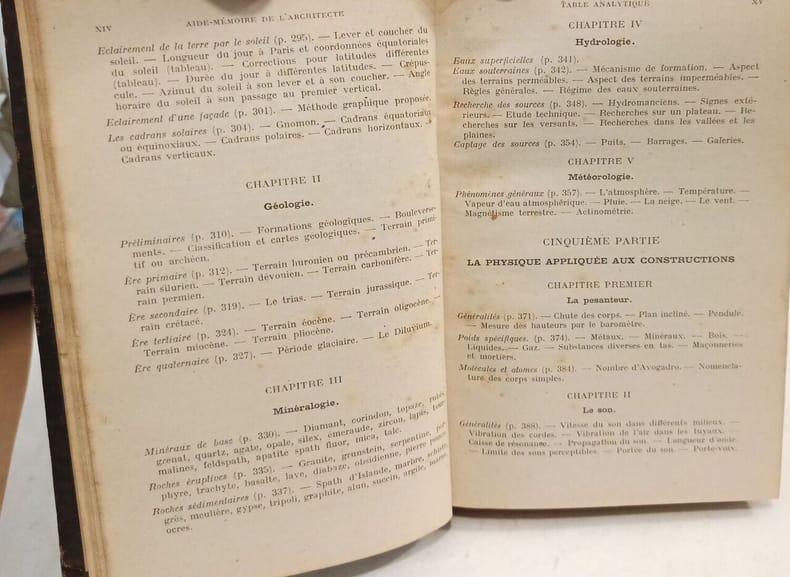 XIV
AIDE-MÉMOIRE DE L'ARCHITECTE
Eclairement de la terre par le soleil (p. 295). — Lever et coucher du
soleil. — Longueur du jour à Paris et coordonnées équatoriales
du soleil (tableau). — Corrections pour latitudes différentes
(tableau). — Durée du jour à différentes latitudes. — Crépus-
cule. — Azimut du soleil à son lever et à son coucher. — Angle
horaire du soleil à son passage au premier vertical.
Eclairement d'une façade (p. 301). — Méthode graphique proposée.
Les cadrans solaires (p. 304). — Gnomon. — Cadrans équatoriaux
ou équinoxiaux. — Cadrans polaires. — Cadrans horizontaux. —
Cadrans verticaux.
CHAPITRE II
Géologie.
Préliminaires (p. 310). — Formations géologiques. — Bouleverse-
ments. — Classification et cartes géologiques. — Terrain primi-
tif ou archéen.
Ère primaire (p. 312). — Terrain huronien ou précambrien. — Ter-
rain silurien. — Terrain dévonien. — Terrain carbonifère. — Ter-
rain permien.
Ère secondaire (p. 319). — Le trias. — Terrain jurassique. — Ter-
rain crétacé.
Ère tertiaire (p. 324). — Terrain éocène. — Terrain oligocène. —
Terrain miocène. — Terrain pliocène.
Ère quaternaire (p. 327). — Période glaciaire. — Le Diluvium.
CHAPITRE III
Minéralogie.
Minéraux de base (p. 330). — Diamant, corindon, topaze, rubis,
grenat, quartz, agate, opale, silex, émeraude, zircon, lapis, tour-
malines, feldspath, apatite spath fluor, mica, talc.
Roches éruptives (p. 335). — Granite, grunstein, serpentine, por-
phyre, trachyte, basalte, lave, diabaze, obsidienne, pierre ponce.
Roches sédimentaires (p. 337). — Spath d'Islande, marbre, schiste,
grès, meulière, gypse, tripoli, graphite, alun, succin, argile, marne,
ocres.
TABLE ANALYTIQUE
XV
CHAPITRE IV
Hydrologie.
Eaux superficielles (p. 341).
Eaux souterraines (p. 342). — Mécanisme de formation. — Aspect
des terrains perméables. — Aspect des terrains imperméables. —
Règles générales. — Régime des eaux souterraines.
Recherche des sources (p. 348). — Hydromanciens. — Signes exté-
rieurs. — Etude technique. — Recherches sur un plateau. — Re-
cherches sur les versants. — Recherches dans les vallées et les
plaines.
Captage des sources (p. 354). — Puits. — Barrages. — Galeries.
CHAPITRE V
Météorologie.
Phénomènes généraux (p. 357). — L'atmosphère. — Température. —
Vapeur d'eau atmosphérique. — Pluie. — La neige. — Le vent. —
Magnétisme terrestre. — Actinométrie.
CINQUIÈME PARTIE
LA PHYSIQUE APPLIQUÉE AUX CONSTRUCTIONS
CHAPITRE PREMIER
La pesanteur.
Généralités (p. 371). — Chute des corps. — Plan incliné. — Pendule.
— Mesure des hauteurs par le baromètre.
Poids spécifiques. (p. 374). — Métaux. — Minéraux. — Bois. —
Liquides. — Gaz. — Substances diverses en tas. — Maçonneries
et mortiers.
Molécules et atomes (p. 384). — Nombre d'Avogadro. — Nomencla-
ture des corps simples.
CHAPITRE II
Le son.
Généralités (p. 388). — Vitesse du son dans différents milieux. —
Vibration des cordes. — Vibration de l'air dans les tuyaux. —
Caisse de résonance. — Propagation du son. — Longueur d'onde.
— Limite des sons perceptibles. — Portée du son. — Porte-voix.